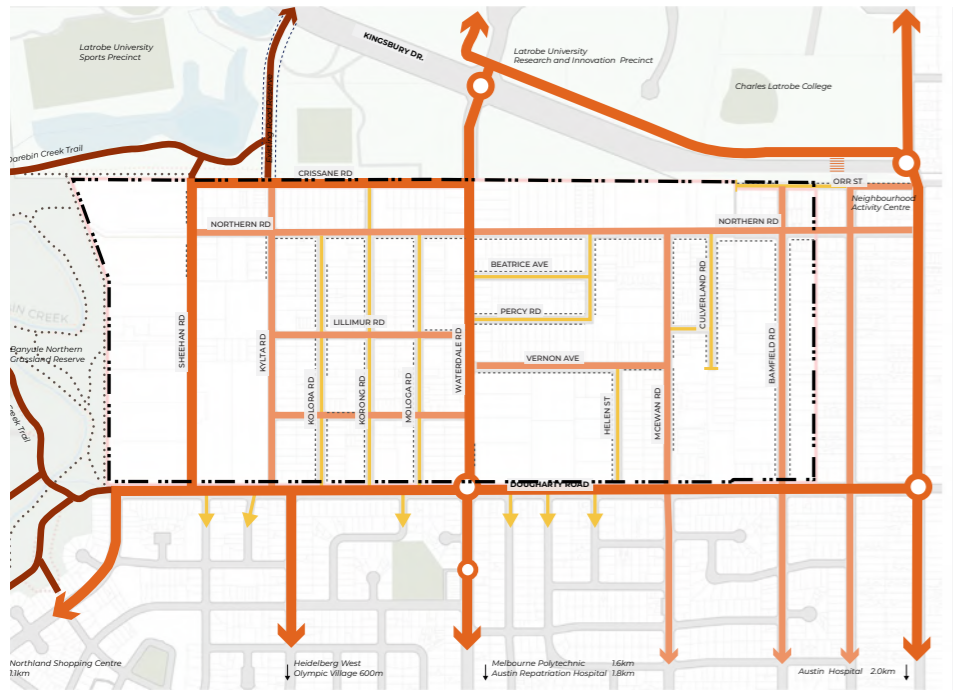 Latrobe University
Sports Precinct
KINGSBURY DR.
Latrobe University
Research and Innovation Precinct
Charles Latrobe College
Darebin Creek Trail
CRISSANE RD
ORR ST
Neighbourhood
Activity Centre
NORTHERN RD
NORTHERN RD
BEATRICE AVE
CULVERLAND RD
PERCY RD
LILLIMUR RD
SHEEHAN RD
KYLTA RD
WATERDALE RD
BAMFIELD RD
Banyule Northern
Grassland Reserve
VERNON AVE
KOLORA RD
KORONG RD
MOLOGA RD
HELEN ST
MCEWAN RD
Creek Trail
DOUGHARTY ROAD
Northland Shopping Centre
1.1km
Heidelberg West
Olympic Village 600m
Melbourne Polytechnic 1.6km
Austin Repatriation Hospital 1.8km
Austin Hospital 2.0km